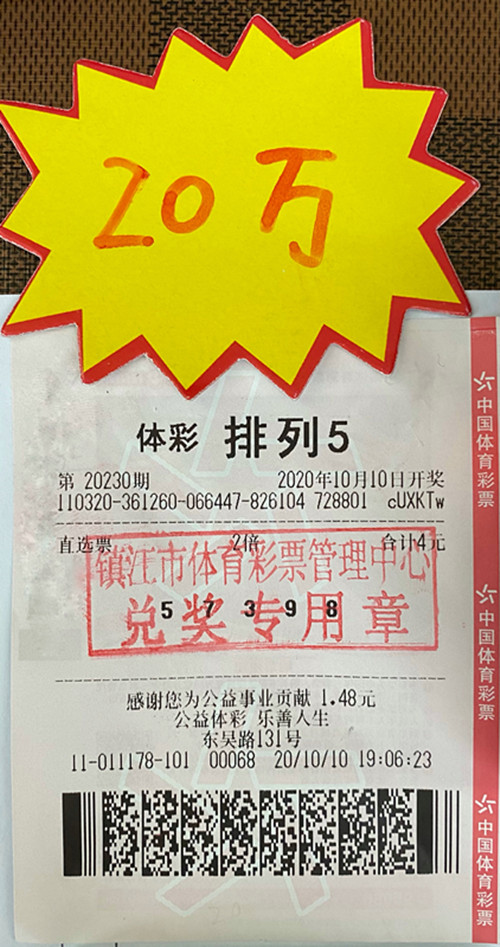 20万
体彩 排列5
第 20230期 2020年10月10日开奖
110320-361260-066447-826104 728801 cUXKTw
直选票 2倍 合计4元
镇江市体育彩票管理中心
5 7 3 9 8
兑奖专用章
感谢您为公益事业贡献 1.48元
公益体彩 乐善人生
东吴路131号
11-011178-101 00068 20/10/10 19:06:23
中国体育彩票
中国体育彩票
中国体育彩票